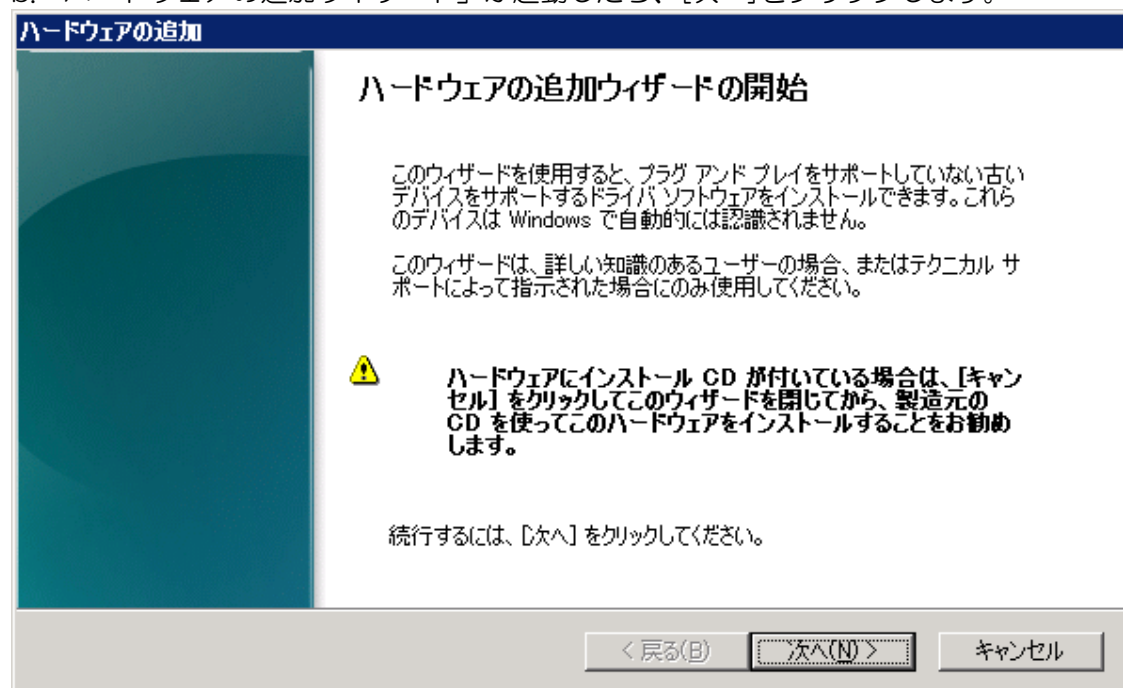 ハードウェアの追加
ハードウェアの追加ウィザードの開始
このウィザードを使用すると、プラグ アンド プレイをサポートしていない古い
デバイスをサポートするドライバ ソフトウェアをインストールできます。これら
のデバイスは Windows で自動的には認識されません。
このウィザードは、詳しい知識のあるユーザーの場合、またはテクニカル サ
ポートによって指示された場合にのみ使用してください。
ハードウェアにインストール CD が付いている場合は、[キャン
セル] をクリックしてこのウィザードを閉じてから、製造元の
CD を使ってこのハードウェアをインストールすることをお勧め
します。
続行するには、[次へ] をクリックしてください。
< 戻る(B) 次へ(N) > キャンセル